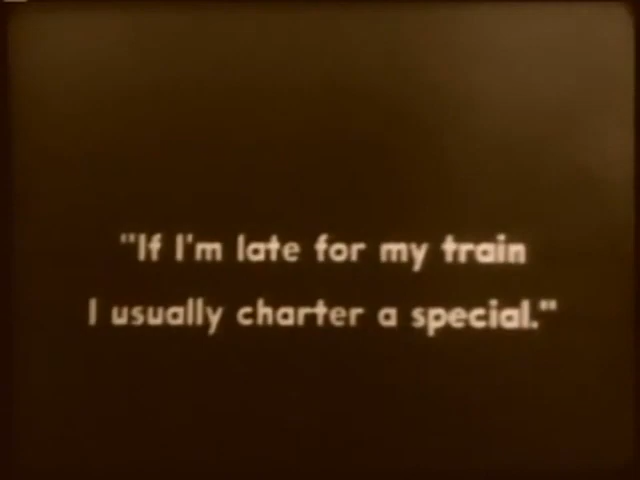 "If I'm late for my train
I usually charter a special."